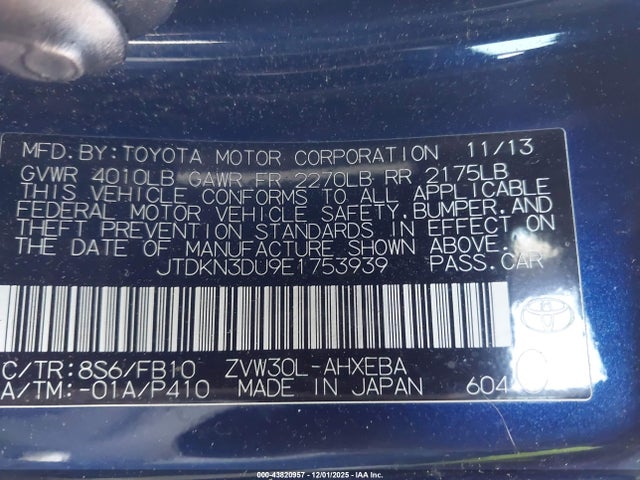 MFD.BY:TOYOTA MOTOR CORPORATION 11/13
GVWR 4010LB GAWR FR 2270LB RR 2175LB
THIS VEHICLE CONFORMS TO ALL APPLICABLE
FEDERAL MOTOR VEHICLE SAFETY,BUMPER,AND
THEFT PREVENTION STANDARDS IN EFFECT ON
THE DATE OF MANUFACTURE SHOWN ABOVE.
JTDKN3DU9E1753939 PASS.CAR
C/TR:8S6/FB10 ZVW30L-AHXEBA
A/TM:-01A/P410 MADE IN JAPAN
000-43820957 - 12/01/2025 - IAA Inc.